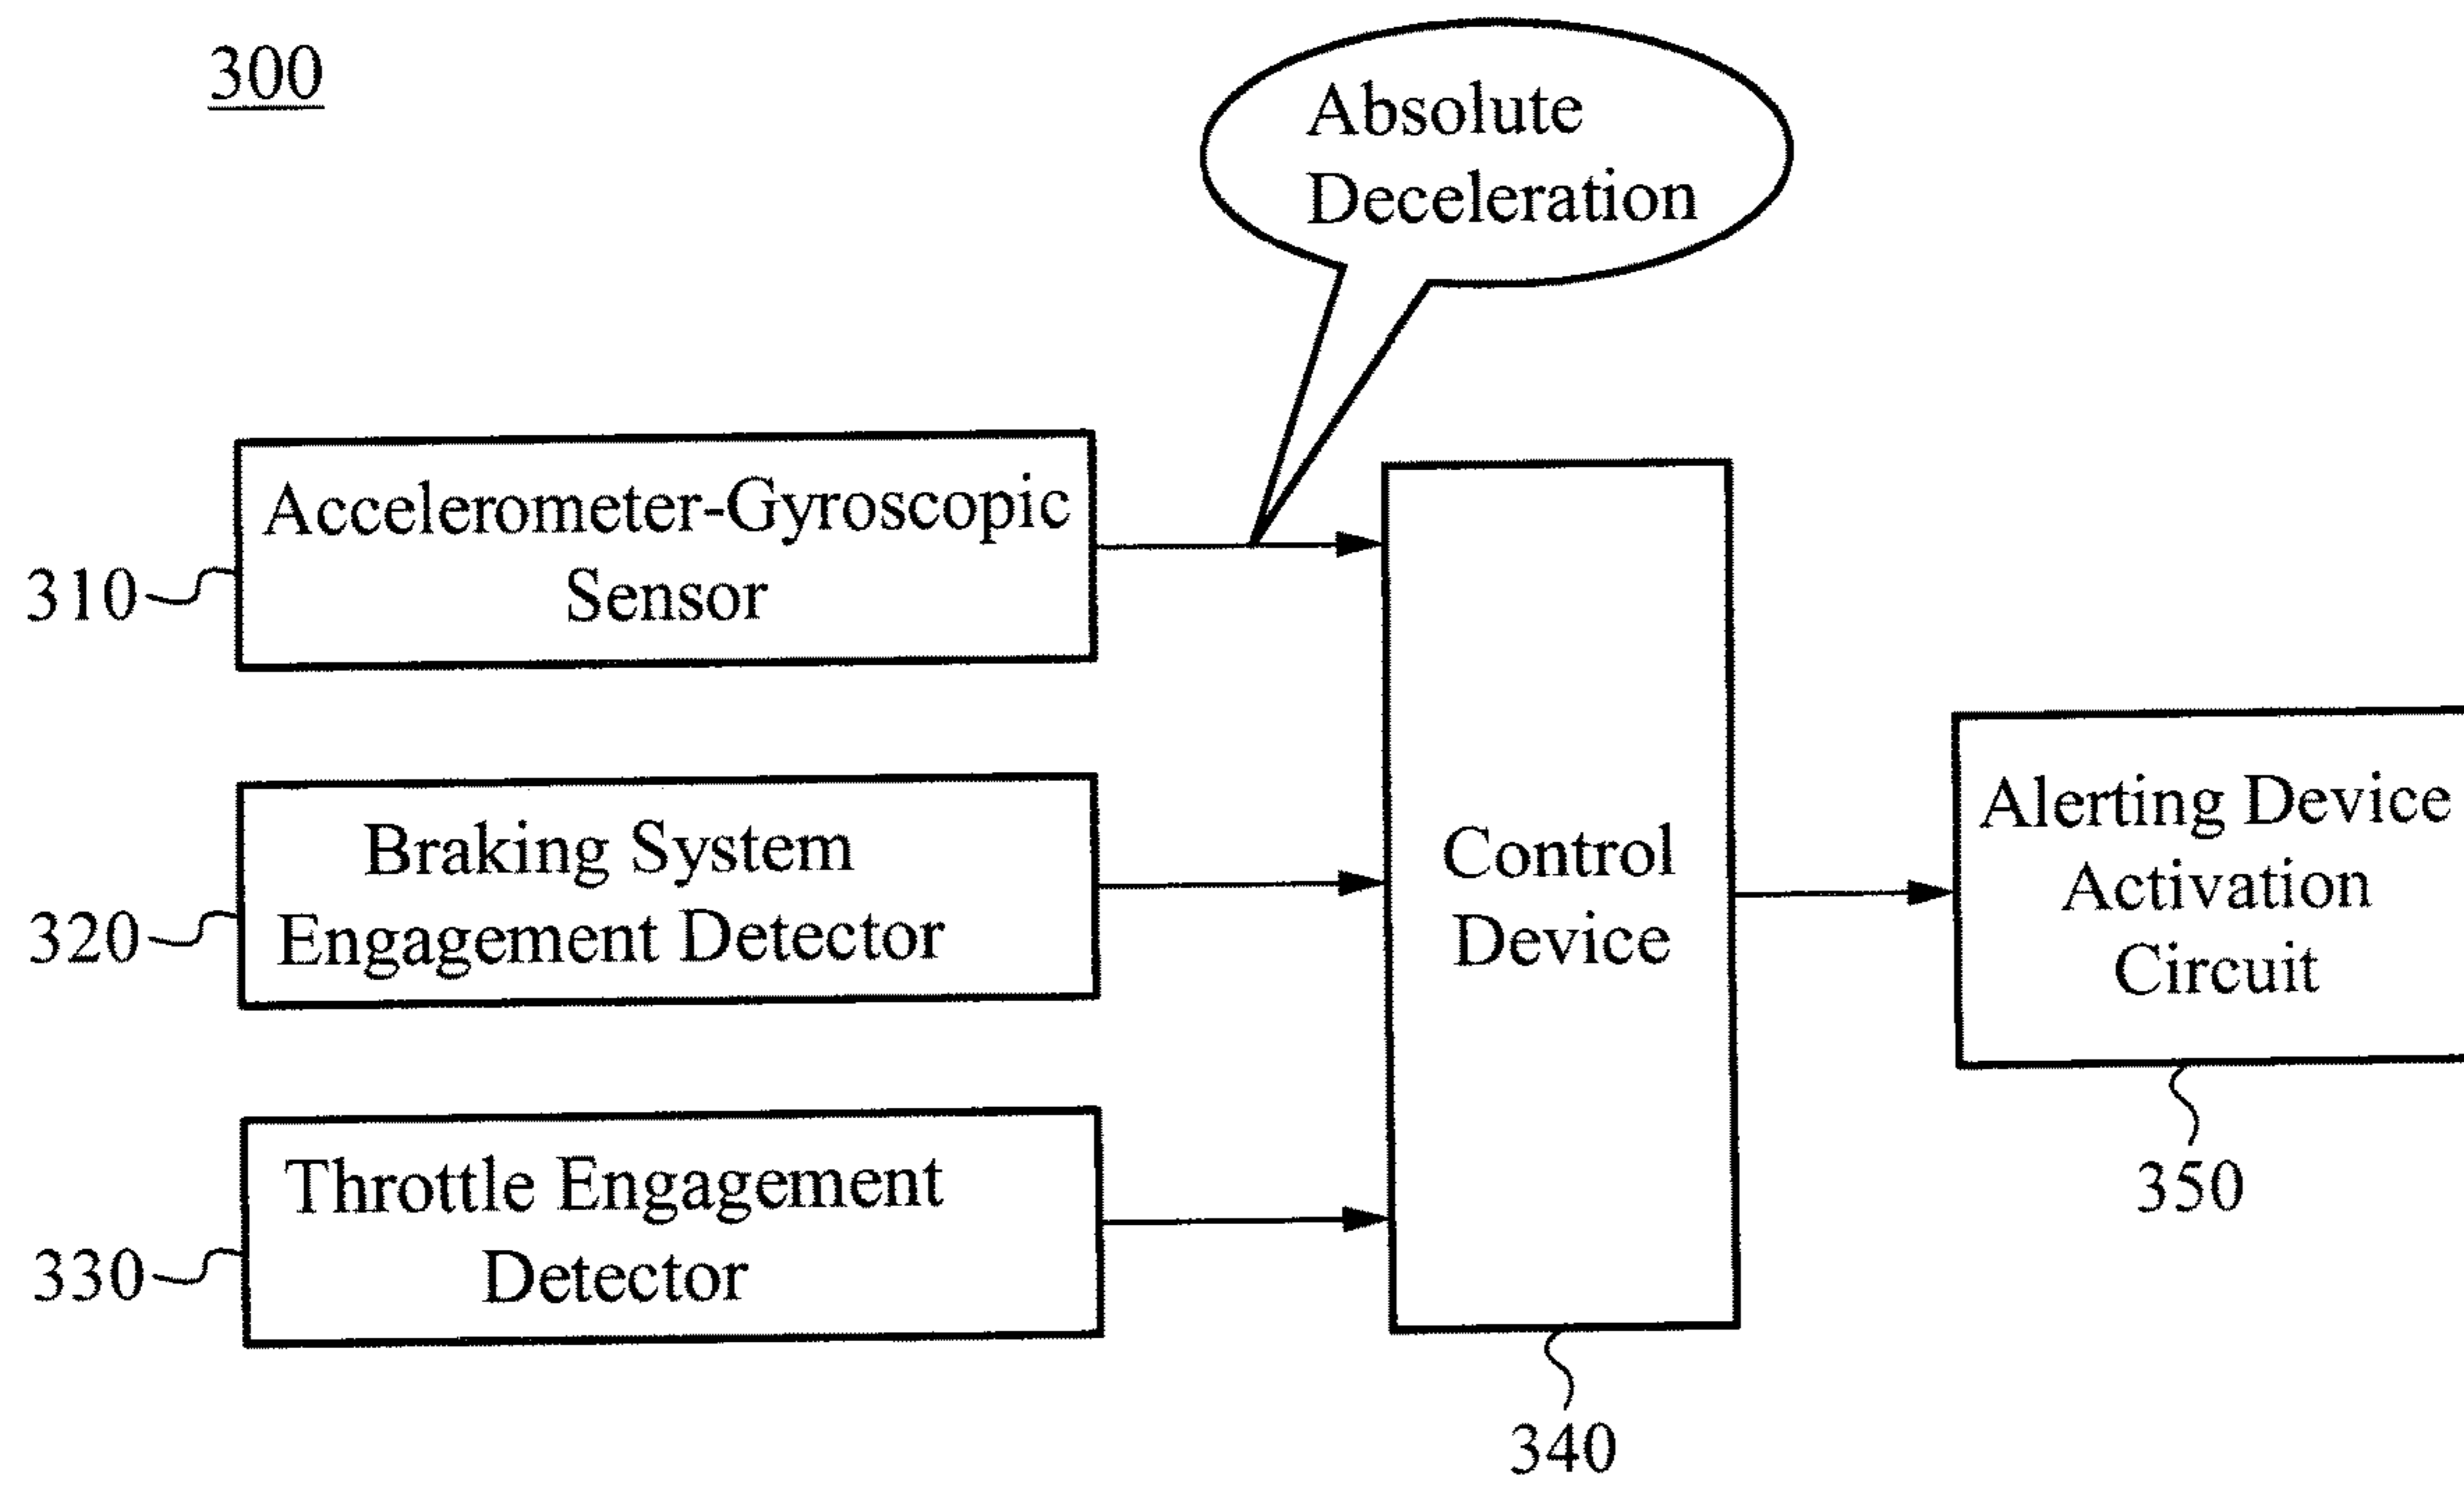 300
Absolute
Deceleration
Accelerometer-Gyroscopic
Sensor
310
Braking System
Engagement Detector
320
Throttle Engagement
Detector
330
Control
Device
340
Alerting Device
Activation
Circuit
350